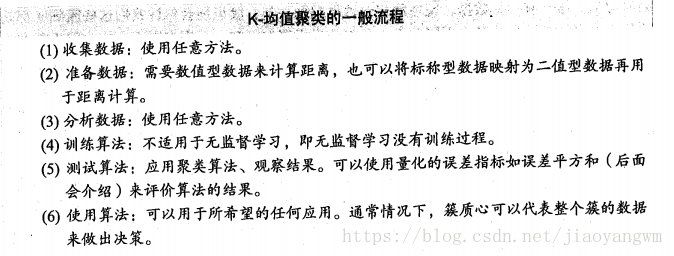 K-均值聚类的一般流程
(1) 收集数据：使用任意方法。
(2) 准备数据：需要数值型数据来计算距离，也可以将标称型数据映射为二值型数据再用
于距离计算。
(3) 分析数据：使用任意方法。
(4) 训练算法：不适用于无监督学习，即无监督学习没有训练过程。
(5) 测试算法：应用聚类算法、观察结果。可以使用量化的误差指标如误差平方和（后面
会介绍）来评价算法的结果。
(6) 使用算法：可以用于所希望的任何应用。通常情况下，簇质心可以代表整个簇的数据
来做出决策。
https://blog.csdn.net/jiaoyangwm